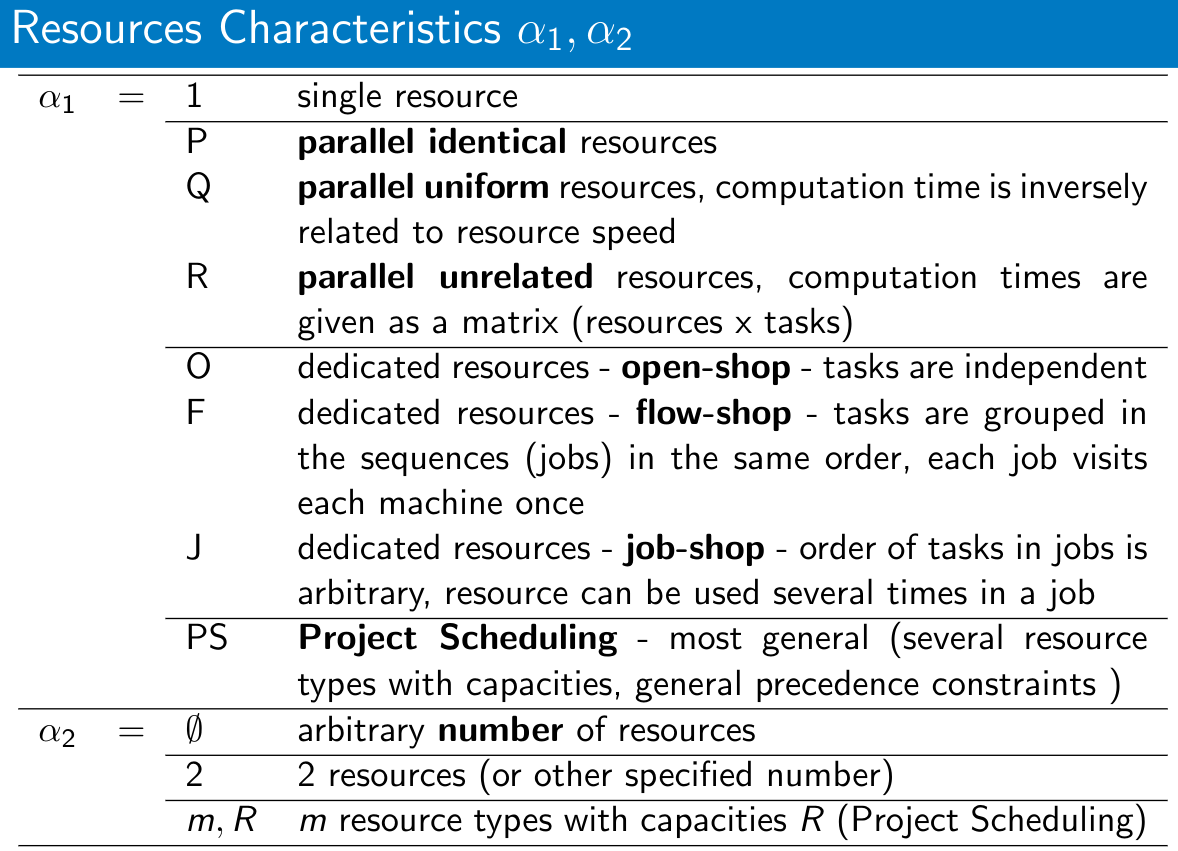 Resources Characteristics α₁, α₂
α₁ = 1 single resource
P parallel identical resources
Q parallel uniform resources, computation time is inversely
related to resource speed
R parallel unrelated resources, computation times are
given as a matrix (resources x tasks)
O dedicated resources - open-shop - tasks are independent
F dedicated resources - flow-shop - tasks are grouped in
the sequences (jobs) in the same order, each job visits
each machine once
J dedicated resources - job-shop - order of tasks in jobs is
arbitrary, resource can be used several times in a job
PS Project Scheduling - most general (several resource
types with capacities, general precedence constraints )
α₂ = ∅ arbitrary number of resources
2 2 resources (or other specified number)
m, R m resource types with capacities R (Project Scheduling)